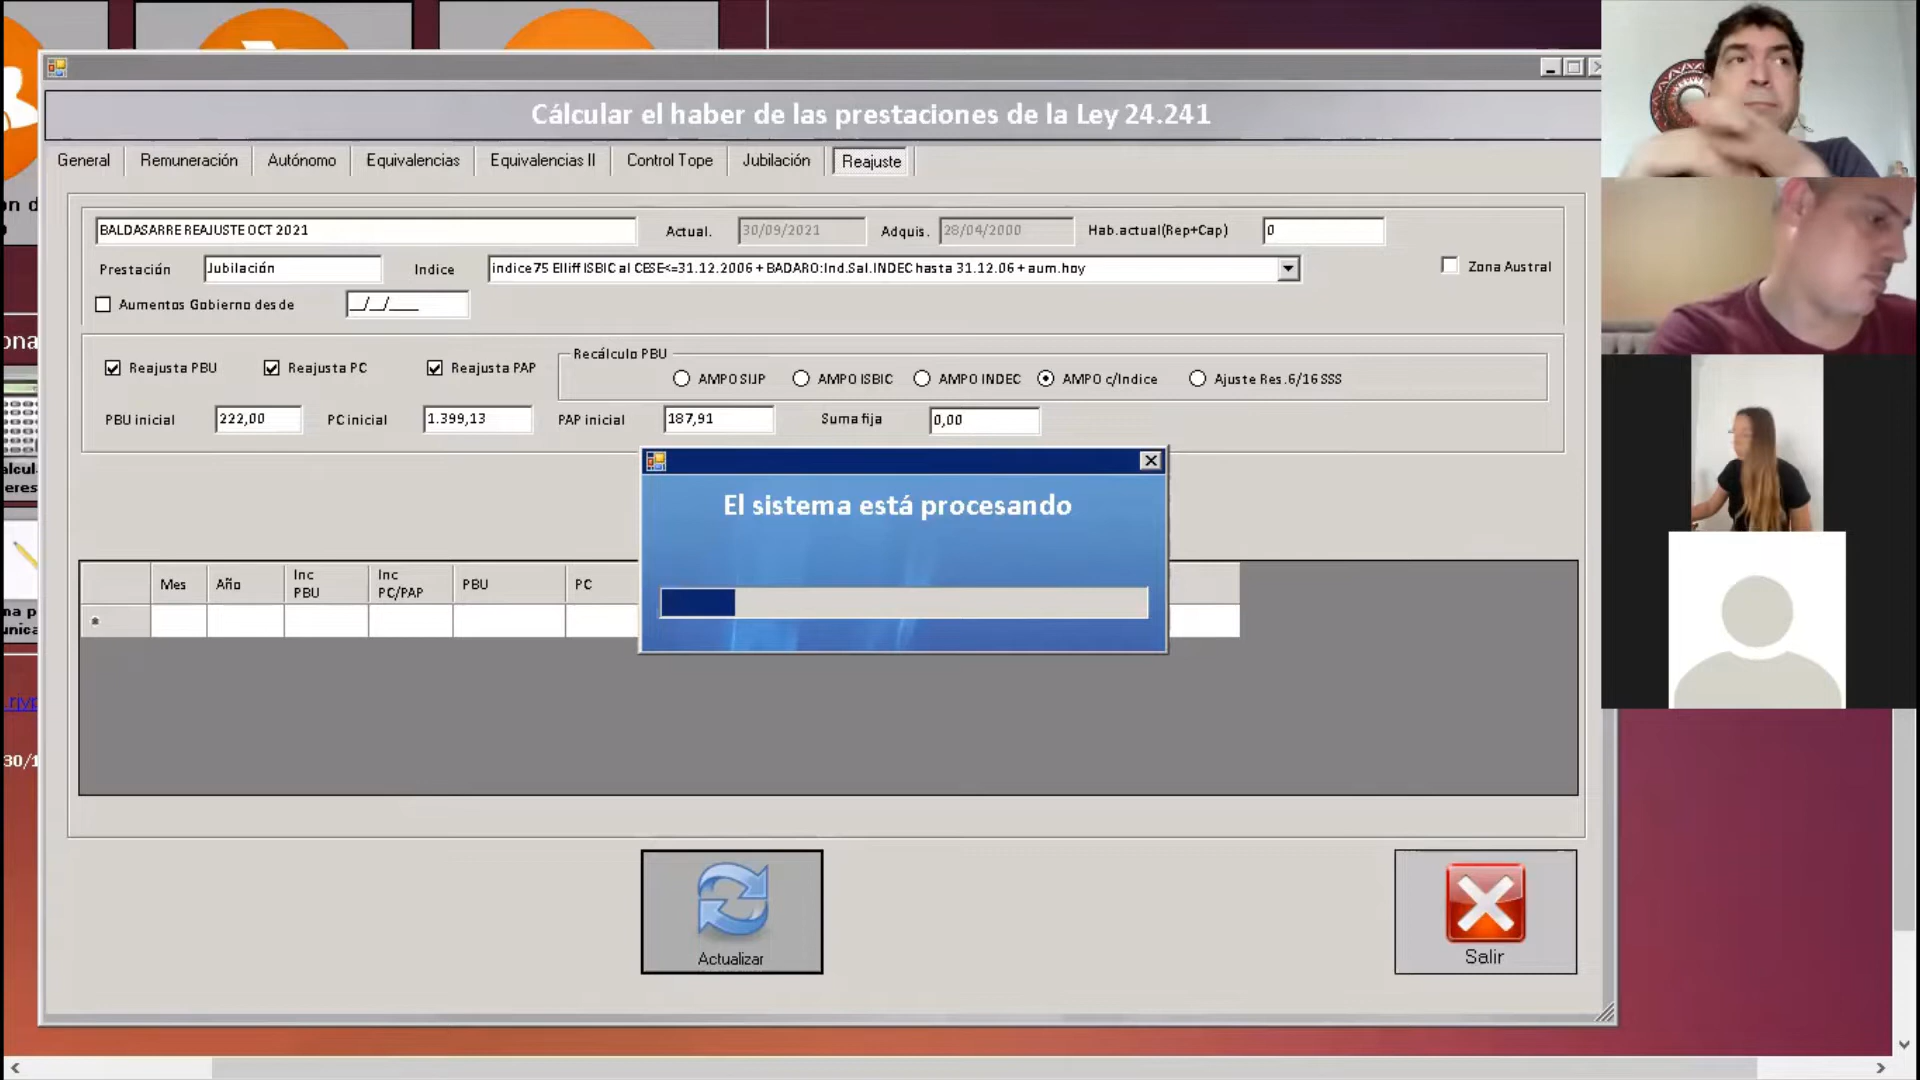 Cálcular el haber de las prestaciones de la Ley 24.241
General Remuneración Autónomo Equivalencias Equivalencias II Control Tope Jubilación Reajuste
BALDASARRE REAJUSTE OCT 2021 Actual. 30/09/2021 Adquis. 28/04/2000 Hab.actual(Rep+Cap) 0
Prestación Jubilación Indice indice 75 Elliff ISBIC al CESE<=31.12.2006 + BADARO:Ind.Sal.INDEC hasta 31.12.06 + aum.hoy Zona Austral
Aumentos Gobierno desde __/__/____
Recálculo PBU
Reajusta PBU Reajusta PC Reajusta PAP AMPO SIJP AMPO ISBIC AMPO INDEC AMPO c/Indice Ajuste Res.6/16 SSS
PBU inicial 222,00 PC inicial 1.399,13 PAP inicial 187,91 Suma fija 0,00
El sistema está procesando
Mes Año Inc PBU Inc PC/PAP PBU PC
*
Actualizar
Salir
30/1